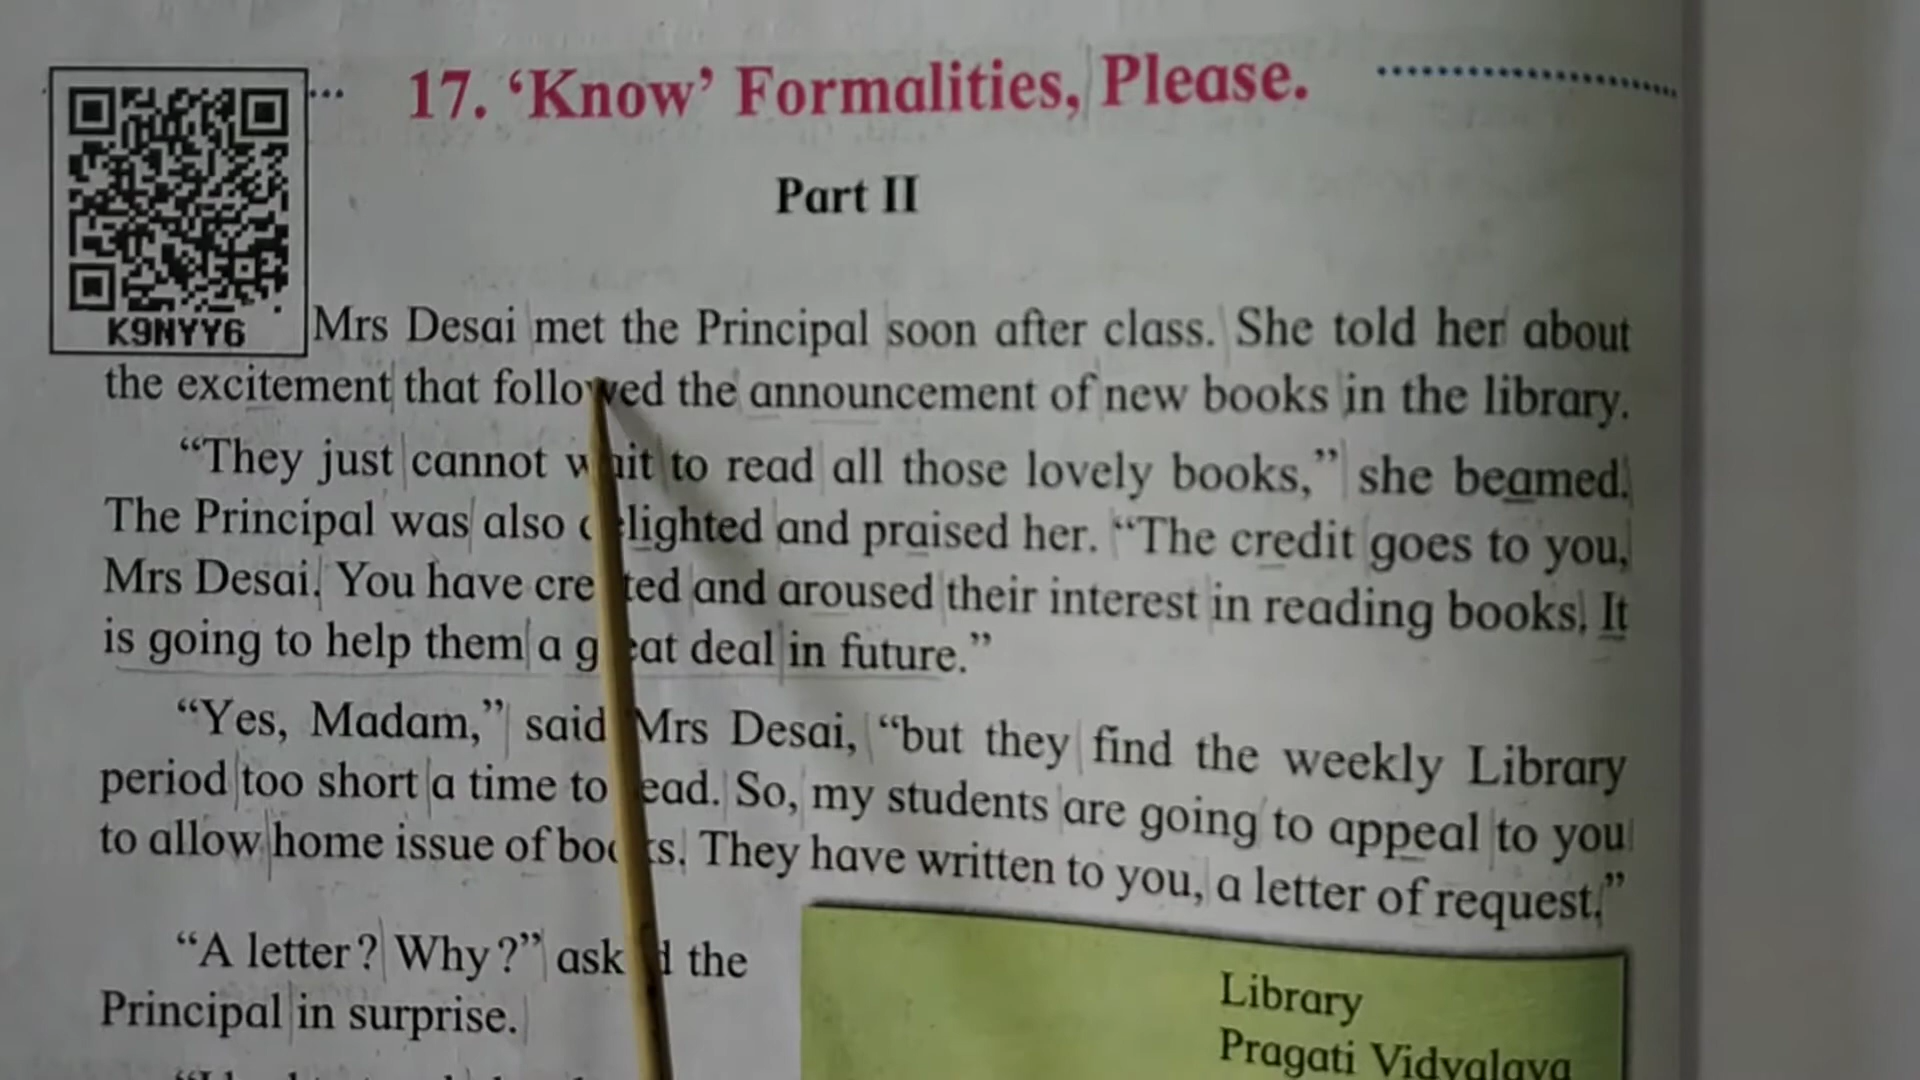 17. ‘Know’ Formalities, Please.
Part II
K9NYY6
Mrs Desai met the Principal soon after class. She told her about
the excitement that followed the announcement of new books in the library.
“They just cannot wait to read all those lovely books,” she beamed.
The Principal was also delighted and praised her. “The credit goes to you,
Mrs Desai. You have created and aroused their interest in reading books. It
is going to help them a great deal in future.”
“Yes, Madam,” said Mrs Desai, “but they find the weekly Library
period too short a time to read. So, my students are going to appeal to you
to allow home issue of books. They have written to you, a letter of request.”
“A letter? Why?” asked the
Principal in surprise.
Library
Pragati Vidyalaya